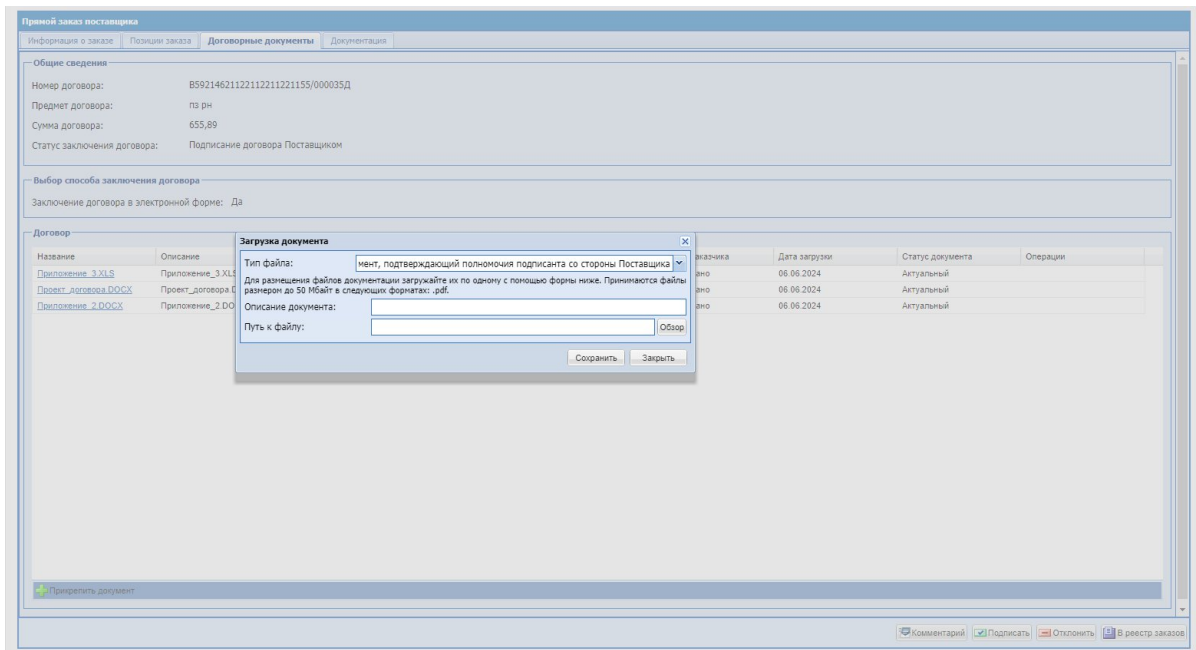 Прямой заказ поставщика
Информация о заказе Позиции заказа Договорные документы Документация
Общие сведения
Номер договора: В59214621122112211221155/000035Д
Предмет договора: пз рн
Сумма договора: 655,89
Статус заключения договора: Подписание договора Поставщиком
Выбор способа заключения договора
Заключение договора в электронной форме: Да
Договор
Название Описание аказчика Дата загрузки Статус документа Операции
Приложение_3.XLS Приложение_3.XLS ано 06.06.2024 Актуальный
Проект_договора.DOCX Проект_договора.D ано 06.06.2024 Актуальный
Приложение_2.DOCX Приложение_2.DO ано 06.06.2024 Актуальный
Загрузка документа
Тип файла: мент, подтверждающий полномочия подписанта со стороны Поставщика
Для размещения файлов документации загружайте их по одному с помощью формы ниже. Принимаются файлы
размером до 50 Мбайт в следующих форматах: .pdf.
Описание документа:
Путь к файлу: Обзор
Сохранить Закрыть
Прикрепить документ
Комментарий Подписать Отклонить В реестр заказов